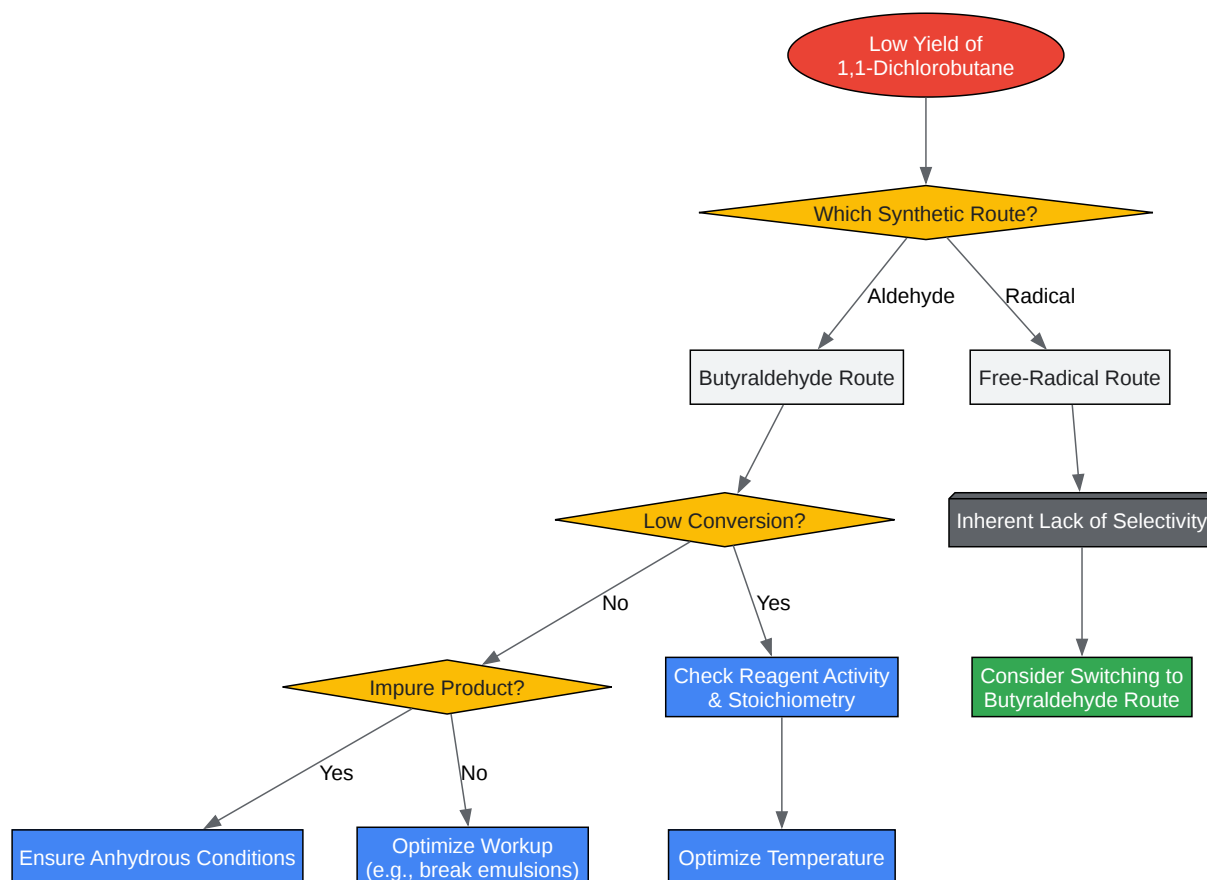 Low Yield of
1,1-Dichlorobutane
Which Synthetic Route?
Aldehyde
Radical
Butyraldehyde Route
Free-Radical Route
Low Conversion?
Inherent Lack of Selectivity
No
Yes
Impure Product?
Check Reagent Activity
& Stoichiometry
Consider Switching to
Butyraldehyde Route
Yes
No
Ensure Anhydrous Conditions
Optimize Workup
(e.g., break emulsions)
Optimize Temperature